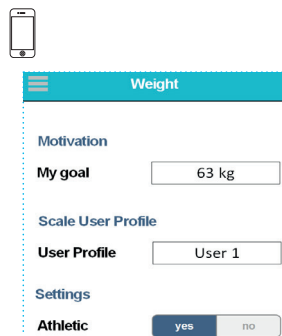 Weight
Motivation
My goal 63 kg
Scale User Profile
User Profile User 1
Settings
Athletic yes no